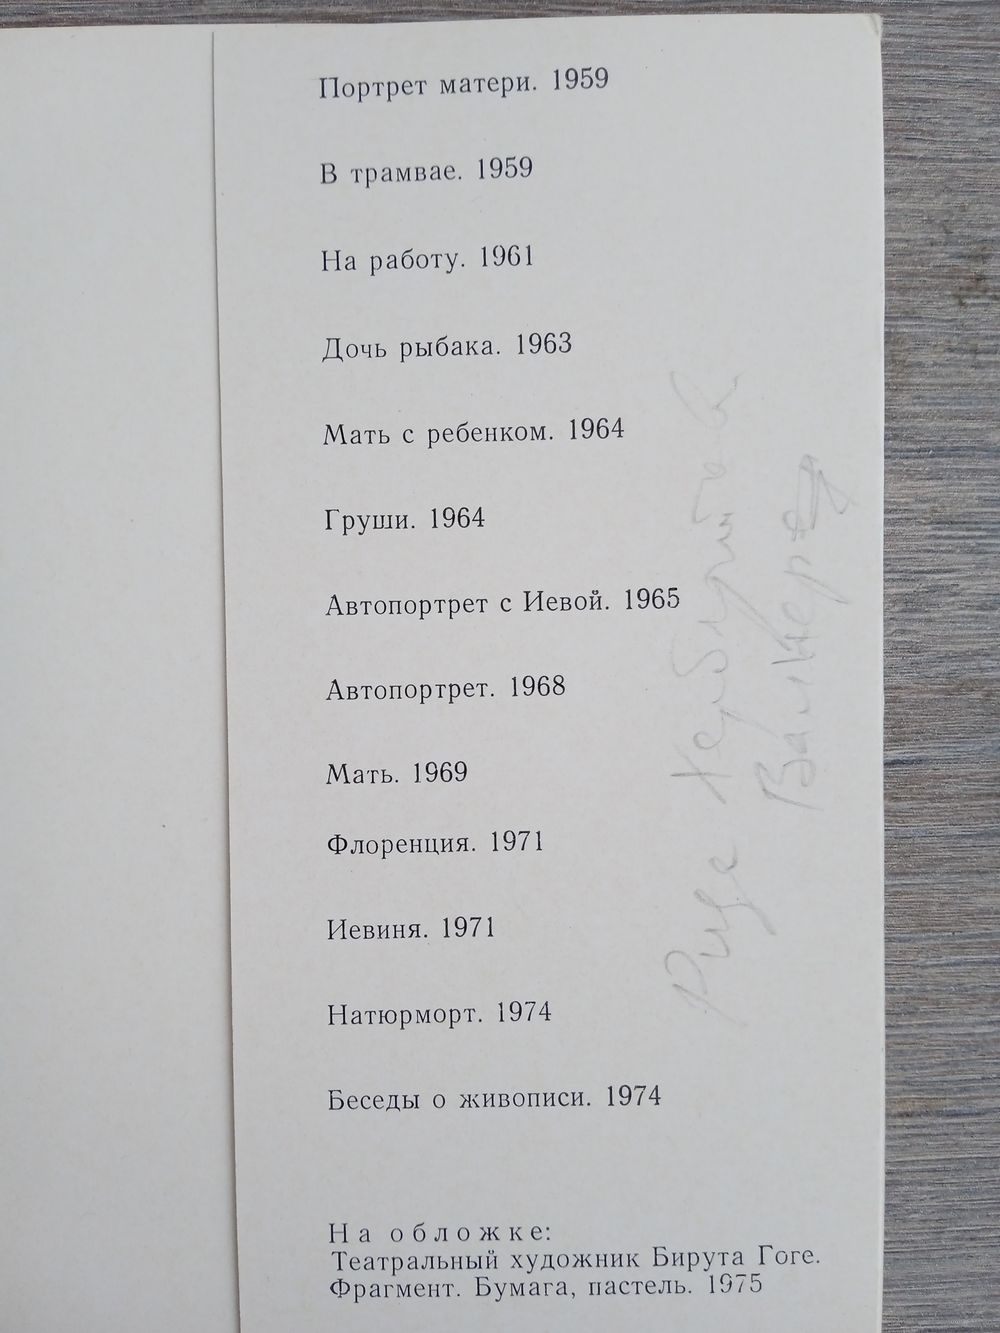 Портрет матери. 1959
В трамвае. 1959
На работу. 1961
Дочь рыбака. 1963
Мать с ребенком. 1964
Груши. 1964
Автопортрет с Иевой. 1965
Автопортрет. 1968
Мать. 1969
Флоренция. 1971
Иевиня. 1971
Натюрморт. 1974
Беседы о живописи. 1974
На обложке:
Театральный художник Бирута Гоге.
Фрагмент. Бумага, пастель. 1975